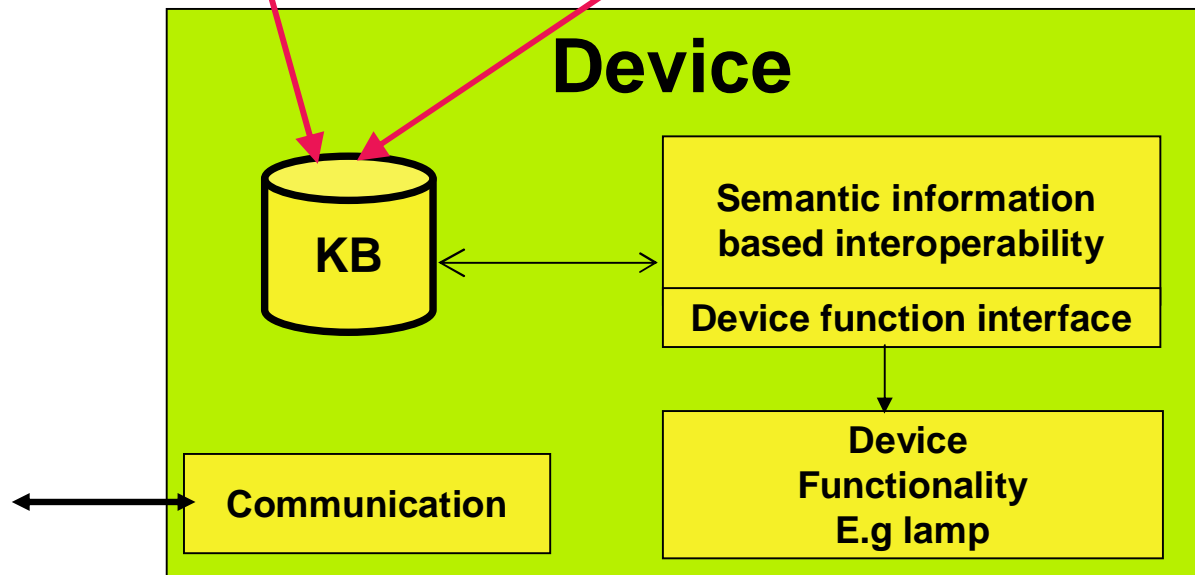 Device
KB
Semantic information
based interoperability
Device function interface
Communication
Device
Functionality
E.g lamp